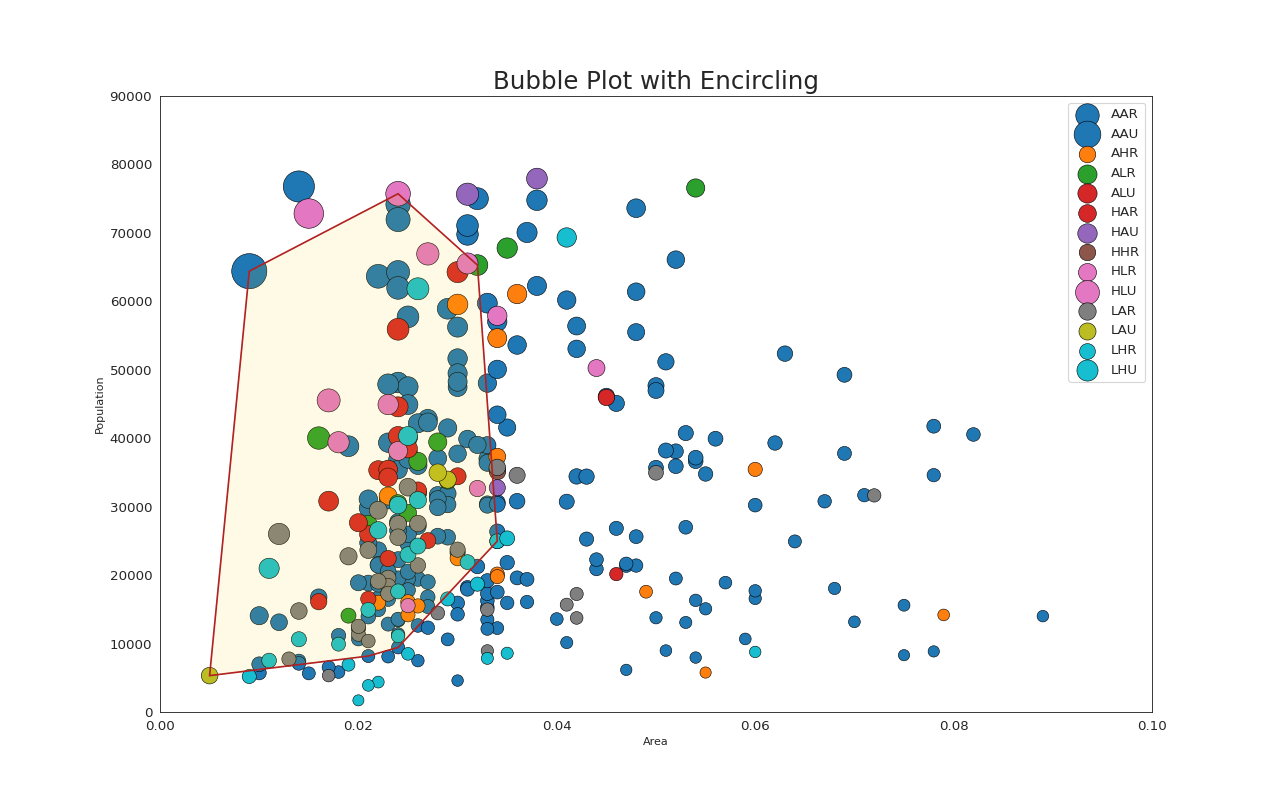 Bubble Plot with Encircling
90000
80000
70000
60000
50000
40000
30000
20000
10000
0
Population
0.00
0.02
0.04
0.06
0.08
0.10
Area
AAR
AAU
AHR
ALR
ALU
HAR
HAU
HHR
HLR
HLU
LAR
LAU
LHR
LHU